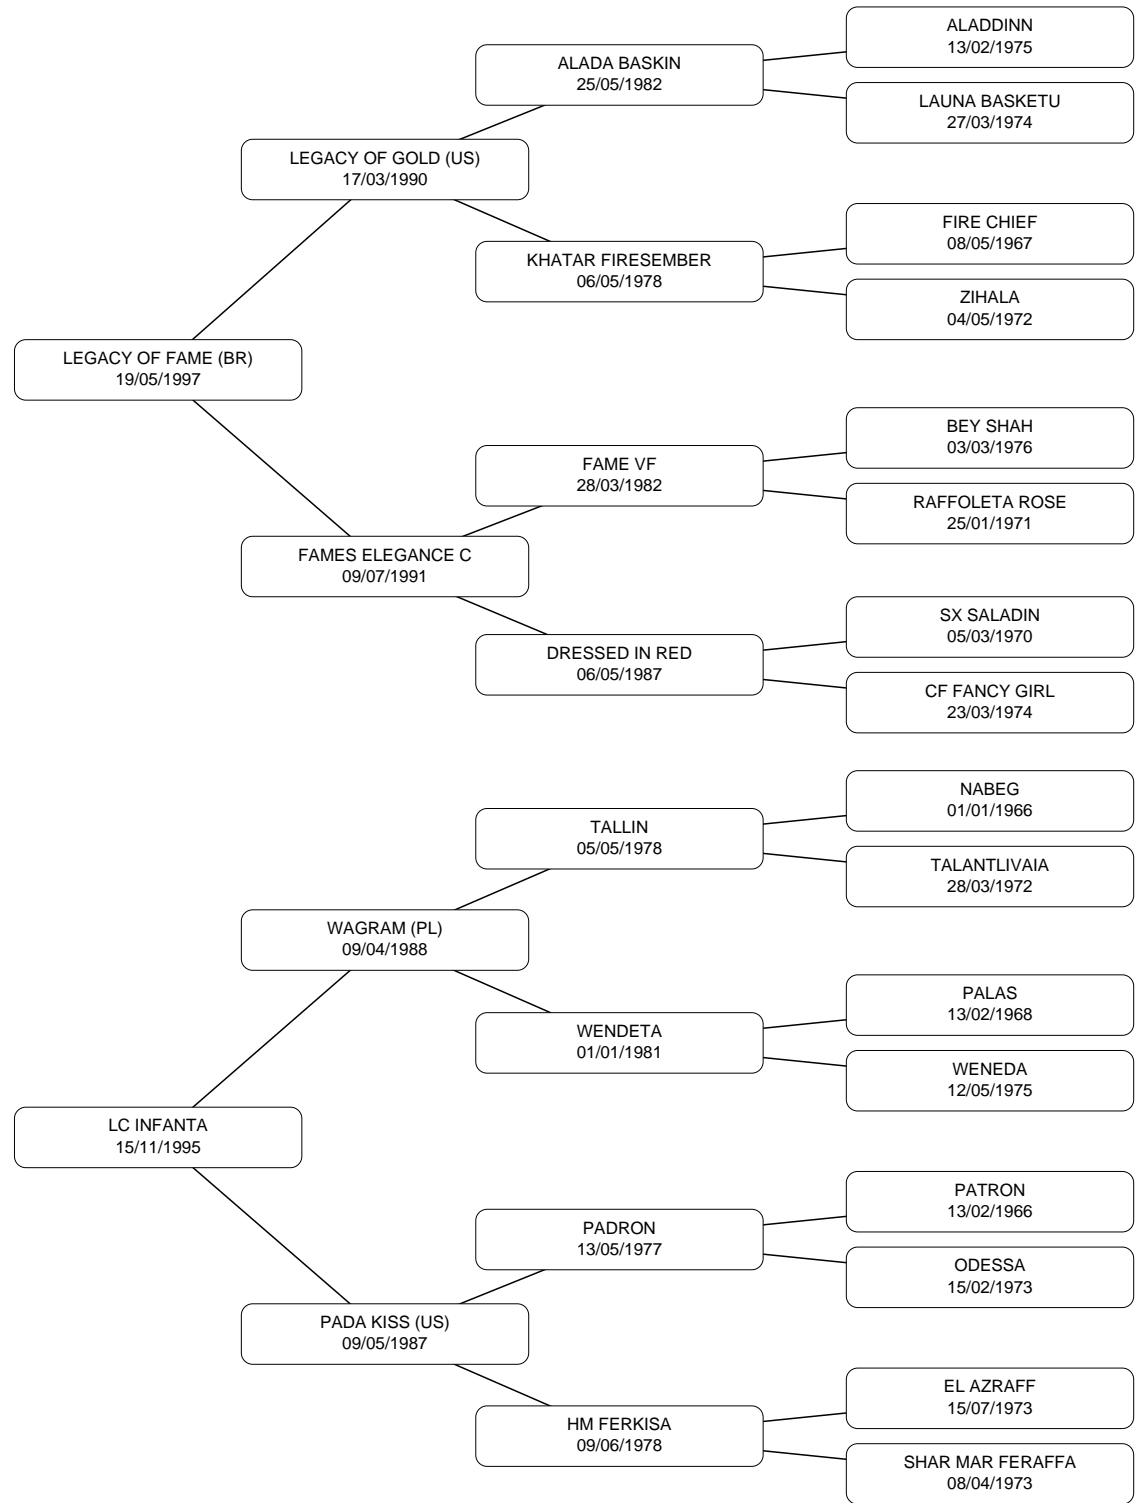 ALADDINN
13/02/1975
ALADA BASKIN
25/05/1982
LAUNA BASKETU
27/03/1974
LEGACY OF GOLD (US)
17/03/1990
FIRE CHIEF
08/05/1967
KHATAR FIRESEMBER
06/05/1978
ZIHALA
04/05/1972
LEGACY OF FAME (BR)
19/05/1997
BEY SHAH
03/03/1976
FAME VF
28/03/1982
RAFFOLETA ROSE
25/01/1971
FAMES ELEGANCE C
09/07/1991
SX SALADIN
05/03/1970
DRESSED IN RED
06/05/1987
CF FANCY GIRL
23/03/1974
NABEG
01/01/1966
TALLIN
05/05/1978
TALANTLIVAIA
28/03/1972
WAGRAM (PL)
09/04/1988
PALAS
13/02/1968
WENDETA
01/01/1981
WENEDA
12/05/1975
LC INFANTA
15/11/1995
PATRON
13/02/1966
PADRON
13/05/1977
ODESSA
15/02/1973
PADA KISS (US)
09/05/1987
EL AZRAFF
15/07/1973
HM FERKISA
09/06/1978
SHAR MAR FERAFFA
08/04/1973